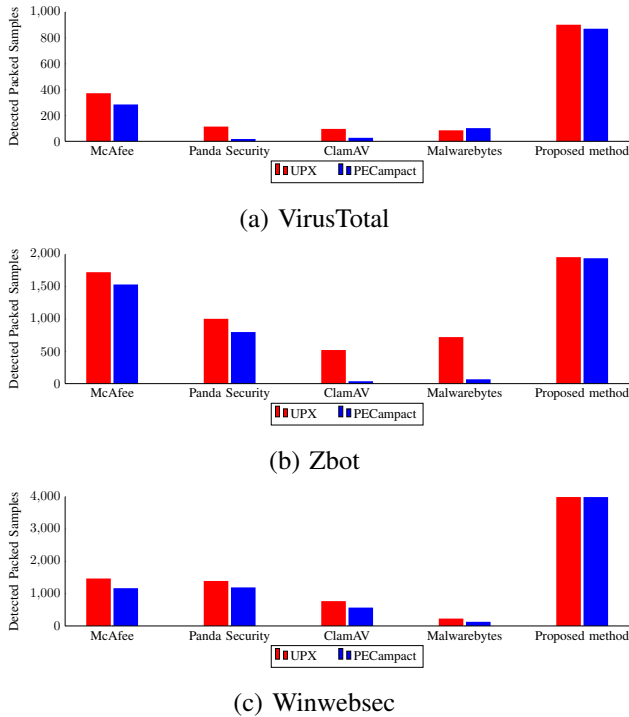 Detected Packed Samples
1,000
800
600
400
200
0
McAfee Panda Security ClamAV Malwarebytes Proposed method
UPX PECampact
(a) VirusTotal
Detected Packed Samples
2,000
1,500
1,000
500
0
McAfee Panda Security ClamAV Malwarebytes Proposed method
UPX PECampact
(b) Zbot
Detected Packed Samples
4,000
3,000
2,000
1,000
0
McAfee Panda Security ClamAV Malwarebytes Proposed method
UPX PECampact
(c) Winwebsec